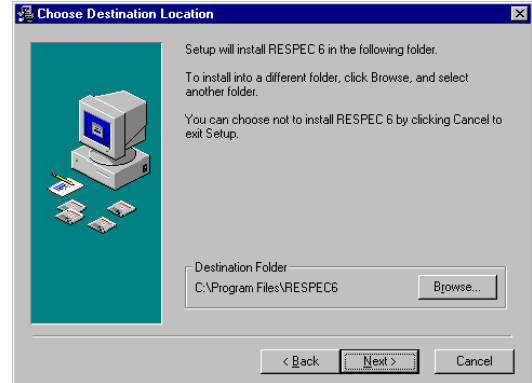 Choose Destination Location
Setup will install RESPEC 6 in the following folder.
To install into a different folder, click Browse, and select
another folder.
You can choose not to install RESPEC 6 by clicking Cancel to
exit Setup.
Destination Folder
C:\Program Files\RESPEC6
Browse...
< Back
Next >
Cancel